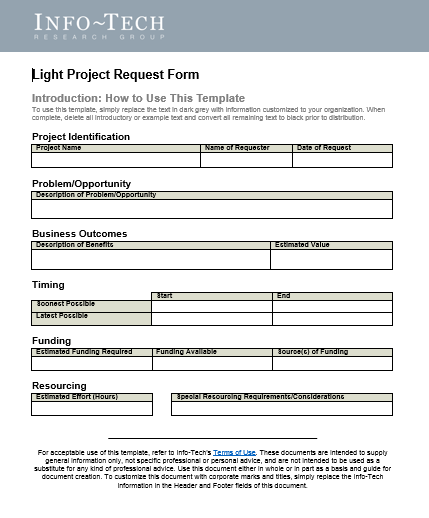 INFO~TECH
RESEARCH GROUP
Light Project Request Form
Introduction: How to Use This Template
To use this template, simply replace the text in dark grey with information customized to your organization. When
complete, delete all introductory or example text and convert all remaining text to black prior to distribution.
Project Identification
Project Name Name of Requester Date of Request
Problem/Opportunity
Description of Problem/Opportunity
Business Outcomes
Description of Benefits Estimated Value
Timing
Start End
Soonest Possible
Latest Possible
Funding
Estimated Funding Required Funding Available Source(s) of Funding
Resourcing
Estimated Effort (Hours) Special Resourcing Requirements/Considerations
For acceptable use of this template, refer to Info-Tech's Terms of Use. These documents are intended to supply
general information only, not specific professional or personal advice, and are not intended to be used as a
substitute for any kind of professional advice. Use this document either in whole or in part as a basis and guide for
document creation. To customize this document with corporate marks and titles, simply replace the Info-Tech
information in the Header and Footer fields of this document.